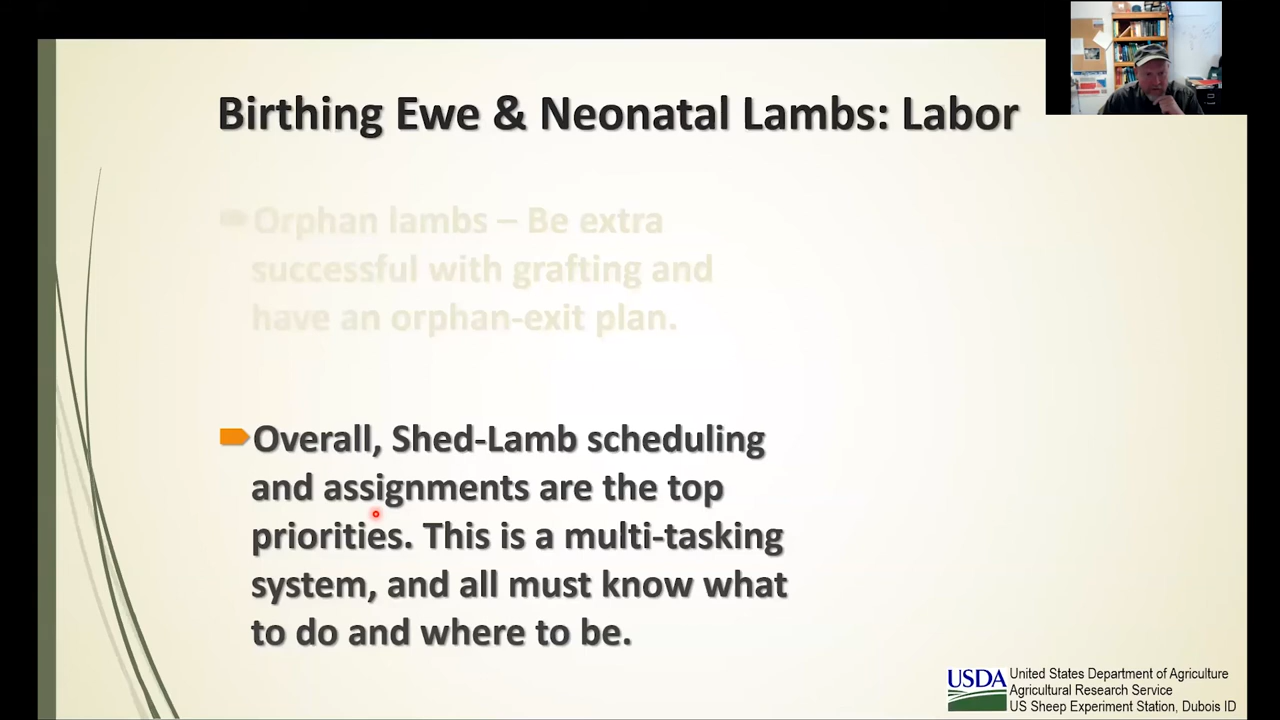 Birthing Ewe & Neonatal Lambs: Labor
Orphan lambs – Be extra
successful with grafting and
have an orphan-exit plan.
Overall, Shed-Lamb scheduling
and assignments are the top
priorities. This is a multi-tasking
system, and all must know what
to do and where to be.
USDA
United States Department of Agriculture
Agricultural Research Service
US Sheep Experiment Station, Dubois ID